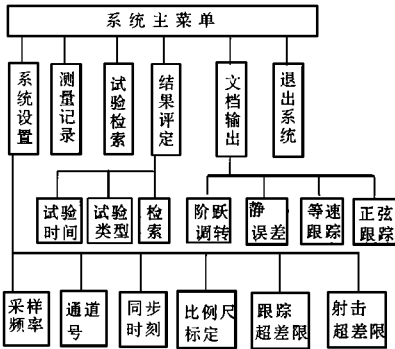 系统主菜单
系统设置
测量记录
试验检索
结果评定
文档输出
退出系统
试验
时间
试验
类型
检
索
阶跃
调转
静
误差
等速
跟踪
正弦
跟踪
采样
频率
通道
号
同步
时刻
比例尺
标定
跟踪
超差限
射击
超差限